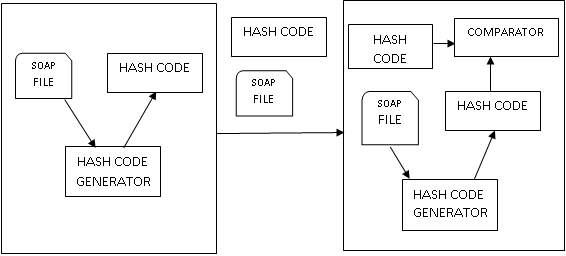 SOAP
FILE
HASH CODE
HASH CODE
GENERATOR
HASH CODE
SOAP
FILE
HASH
CODE
COMPARATOR
SOAP
FILE
HASH CODE
HASH CODE
GENERATOR